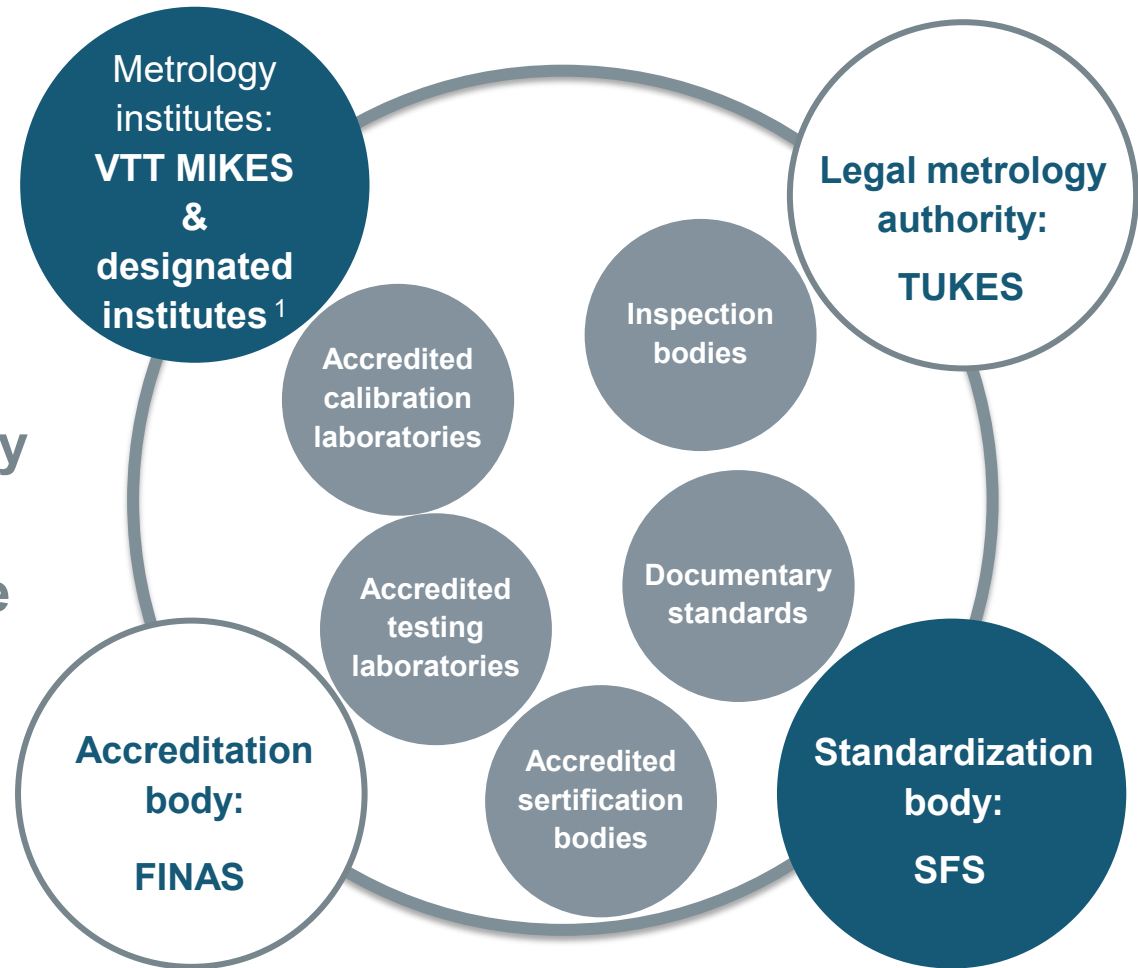 Metrology
institutes:
VTT MIKES
&
designated
institutes 1
Legal metrology
authority:
TUKES
Inspection
bodies
Accredited
calibration
laboratories
Documentary
standards
Accredited
testing
laboratories
Accredited
sertification
bodies
Accreditation
body:
FINAS
Standardization
body:
SFS